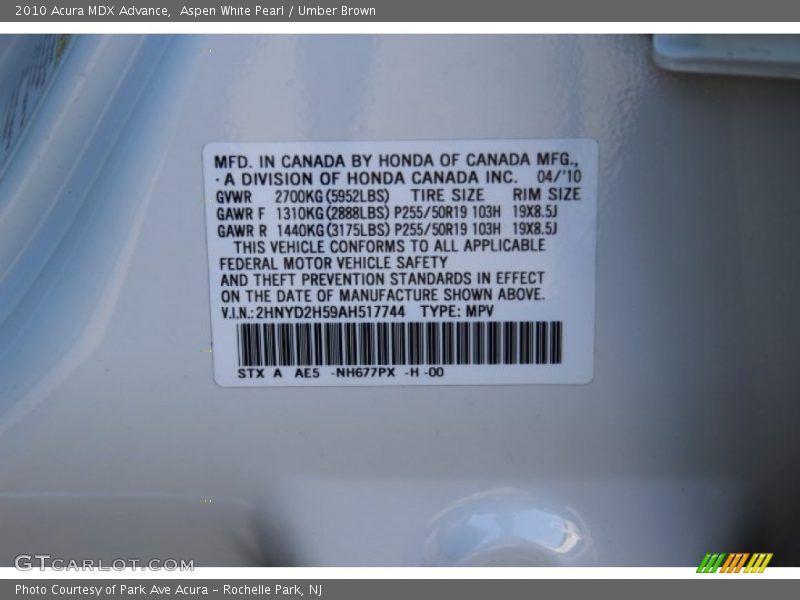 2010 Acura MDX Advance,  Aspen White Pearl / Umber Brown
MFD. IN CANADA BY HONDA OF CANADA MFG.,
·A DIVISION OF HONDA CANADA INC.  04/'10
GVWR  2700KG(5952LBS)  TIRE SIZE  RIM SIZE
GAWR F  1310KG(2888LBS) P255/50R19 103H  19X8.5J
GAWR R  1440KG(3175LBS) P255/50R19 103H  19X8.5J
THIS VEHICLE CONFORMS TO ALL APPLICABLE
FEDERAL MOTOR VEHICLE SAFETY
AND THEFT PREVENTION STANDARDS IN EFFECT
ON THE DATE OF MANUFACTURE SHOWN ABOVE.
V.I.N.:2HNYD2H59AH517744  TYPE: MPV
STX A  AE5  -NH677PX  -H -00
GTCARLOT.COM
Photo Courtesy of Park Ave Acura – Rochelle Park, NJ